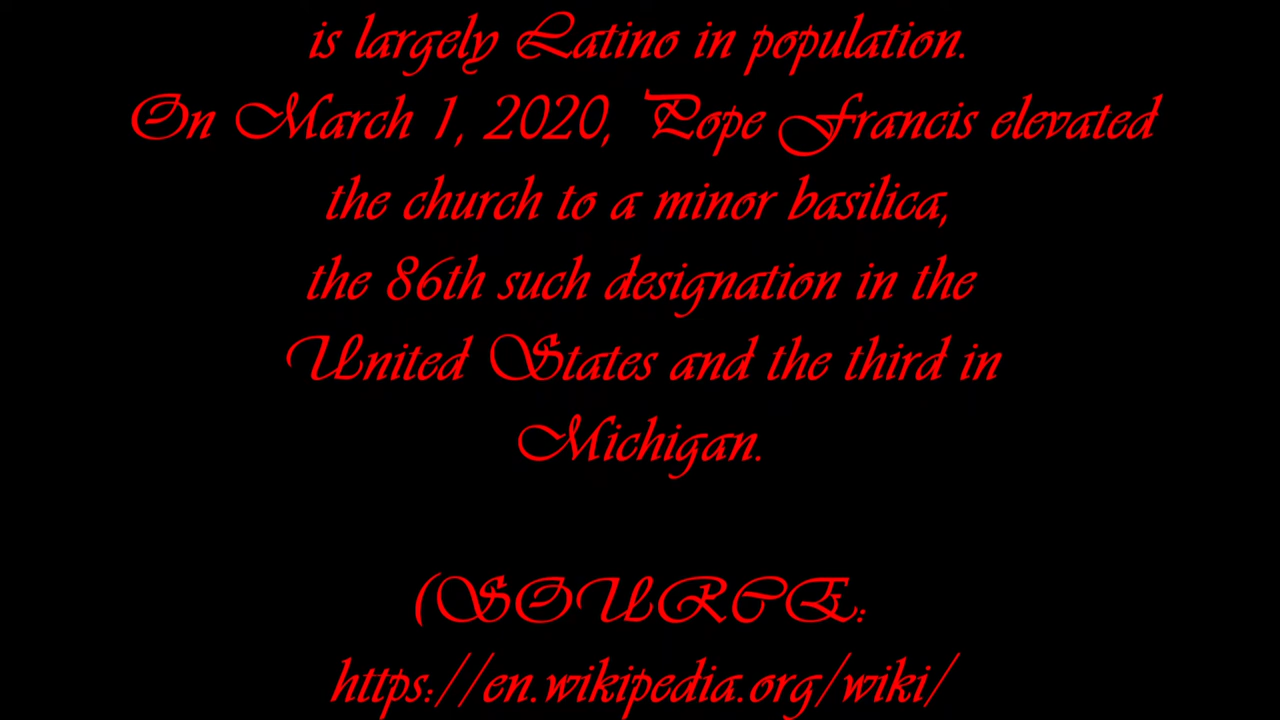 is largely Latino in population.
On March 1, 2020, Pope Francis elevated
the church to a minor basilica,
the 86th such designation in the
United States and the third in
Michigan.
(SOURCE:
https://en.wikipedia.org/wiki/